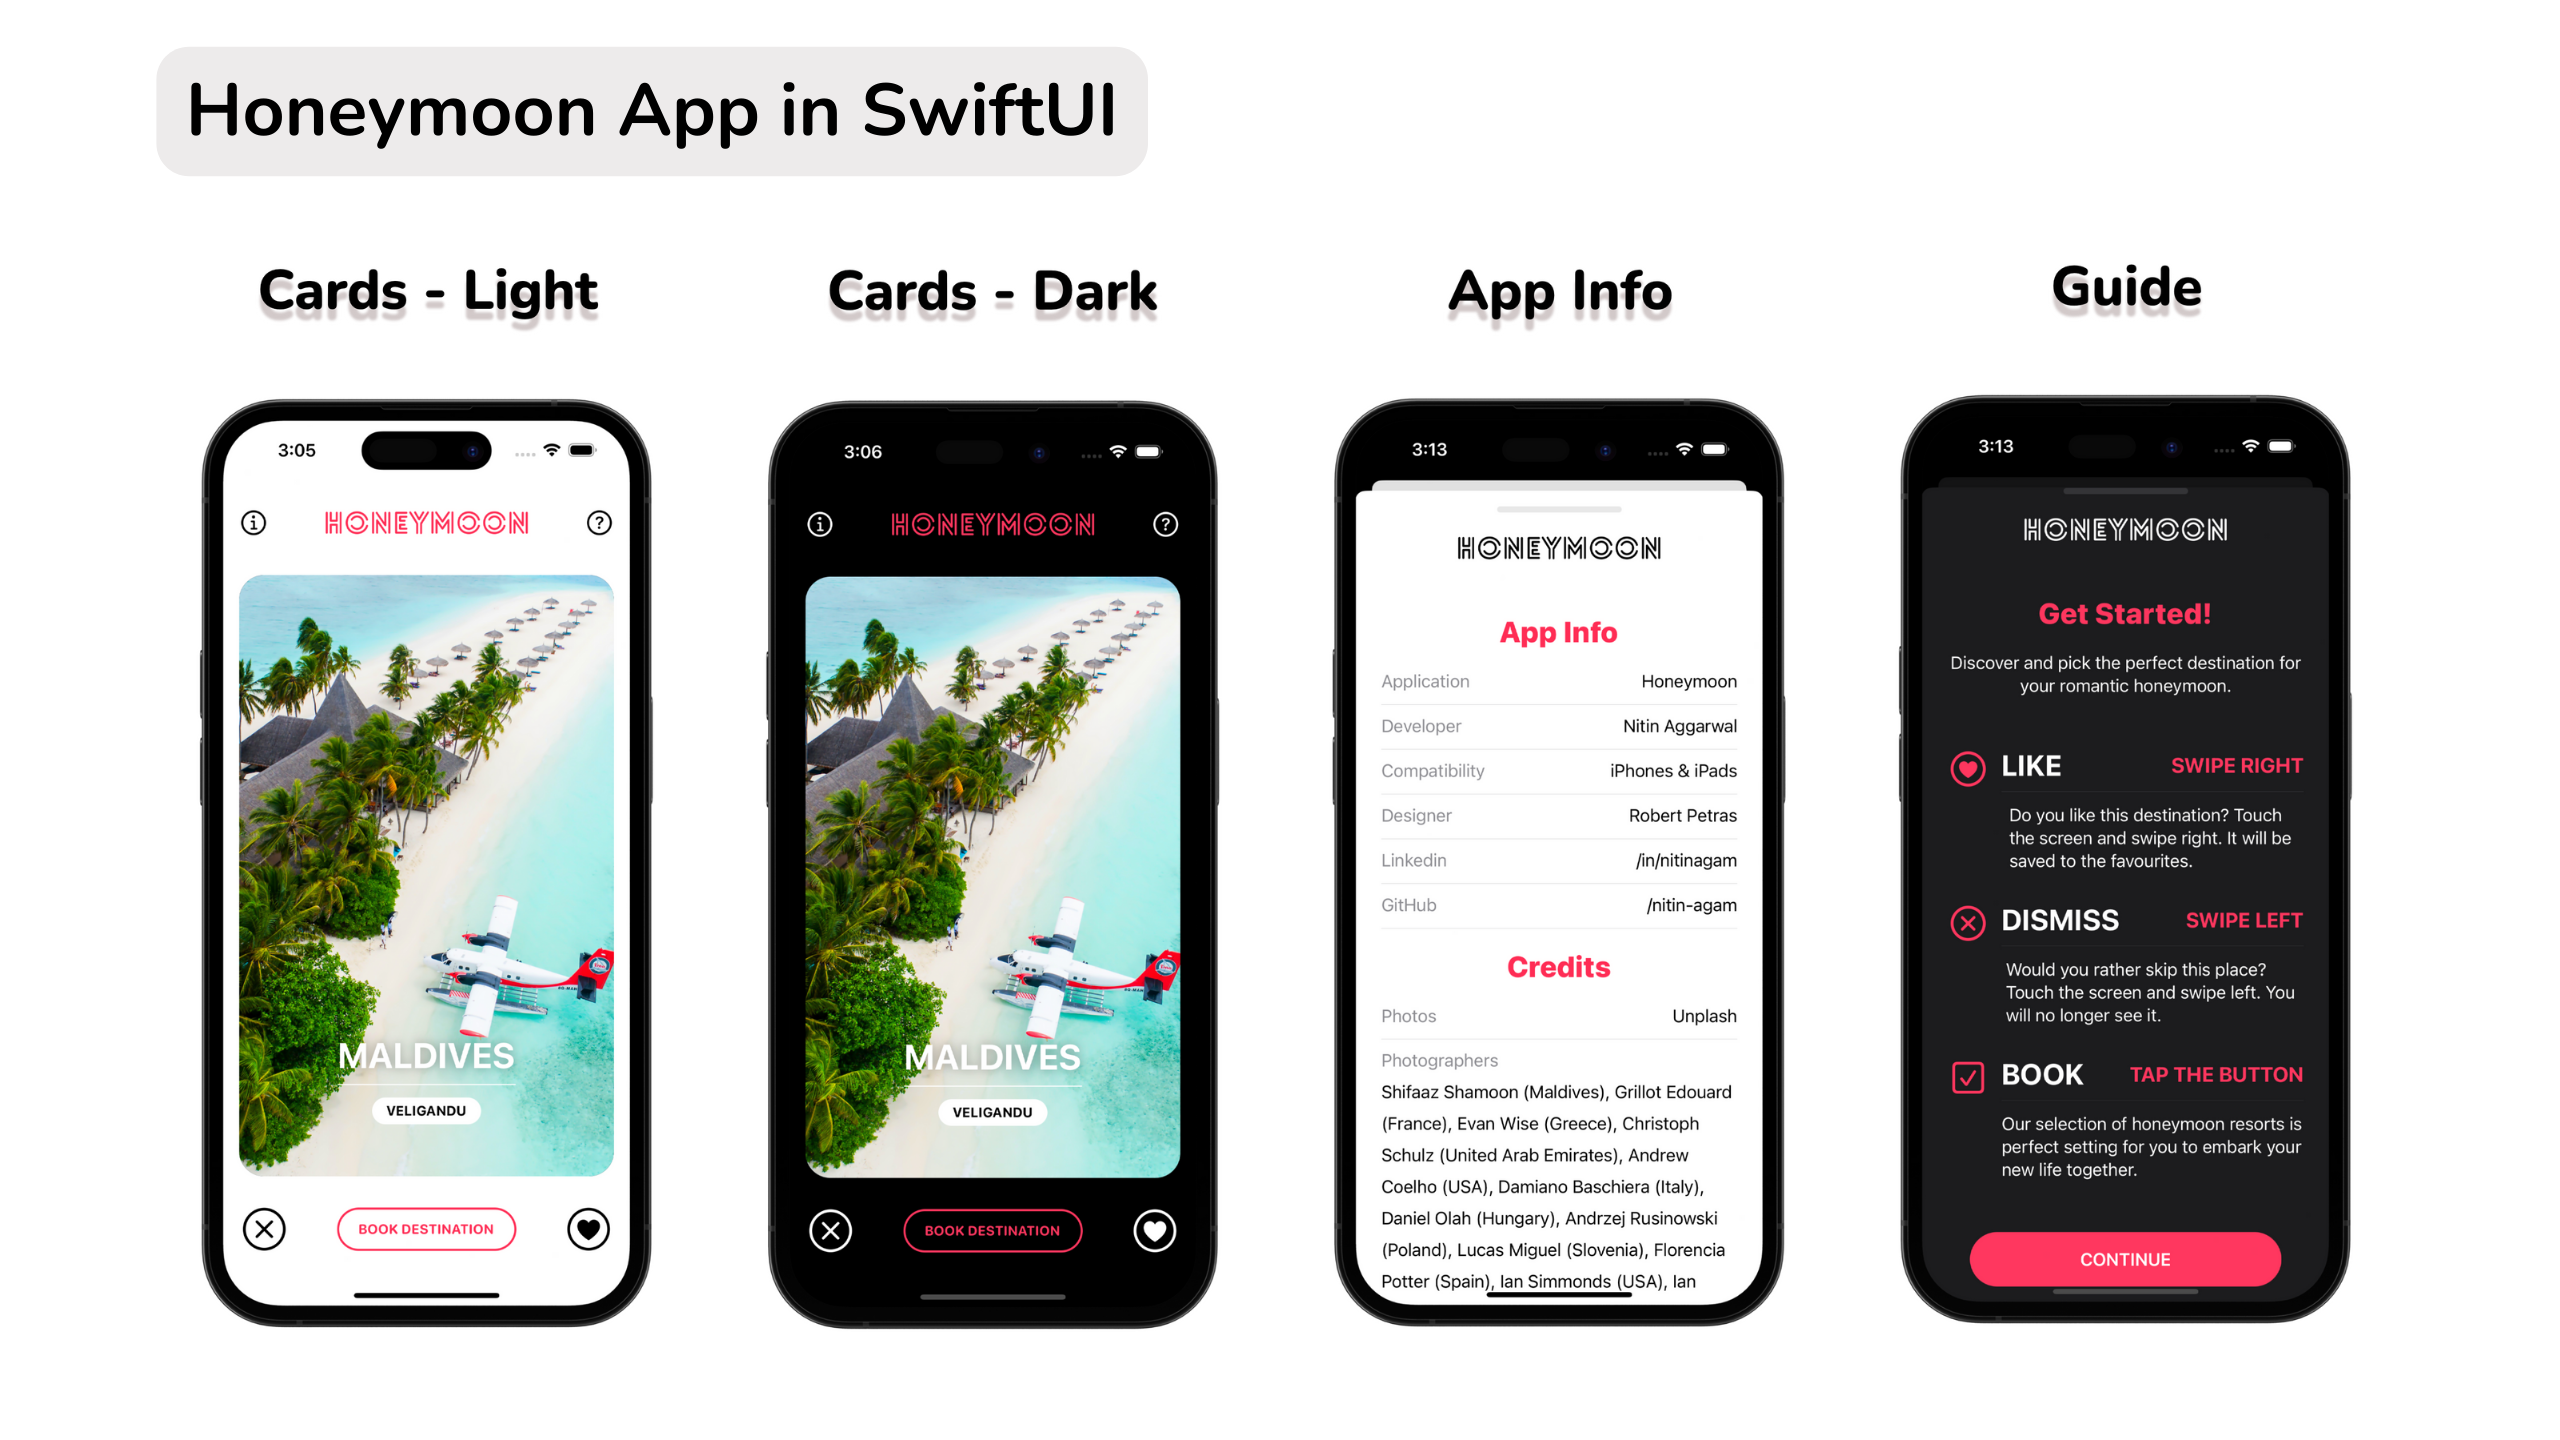 Honeymoon App in SwiftUI
Cards - Light
Cards - Dark
App Info
Guide
3:05
HONEYMOON
MALDIVES
VELIGANDU
BOOK DESTINATION
3:06
HONEYMOON
MALDIVES
VELIGANDU
BOOK DESTINATION
3:13
HONEYMOON
App Info
Application Honeymoon
Developer Nitin Aggarwal
Compatibility iPhones & iPads
Designer Robert Petras
Linkedin /in/nitinagam
GitHub /nitin-agam
Credits
Photos Unplash
Photographers
Shifaaz Shamoon (Maldives), Grillot Edouard
(France), Evan Wise (Greece), Christoph
Schulz (United Arab Emirates), Andrew
Coelho (USA), Damiano Baschiera (Italy),
Daniel Olah (Hungary), Andrzej Rusinowski
(Poland), Lucas Miguel (Slovenia), Florencia
Potter (Spain), Ian Simmonds (USA), Ian
3:13
HONEYMOON
Get Started!
Discover and pick the perfect destination for
your romantic honeymoon.
LIKE SWIPE RIGHT
Do you like this destination? Touch
the screen and swipe right. It will be
saved to the favourites.
DISMISS SWIPE LEFT
Would you rather skip this place?
Touch the screen and swipe left. You
will no longer see it.
BOOK TAP THE BUTTON
Our selection of honeymoon resorts is
perfect setting for you to embark your
new life together.
CONTINUE